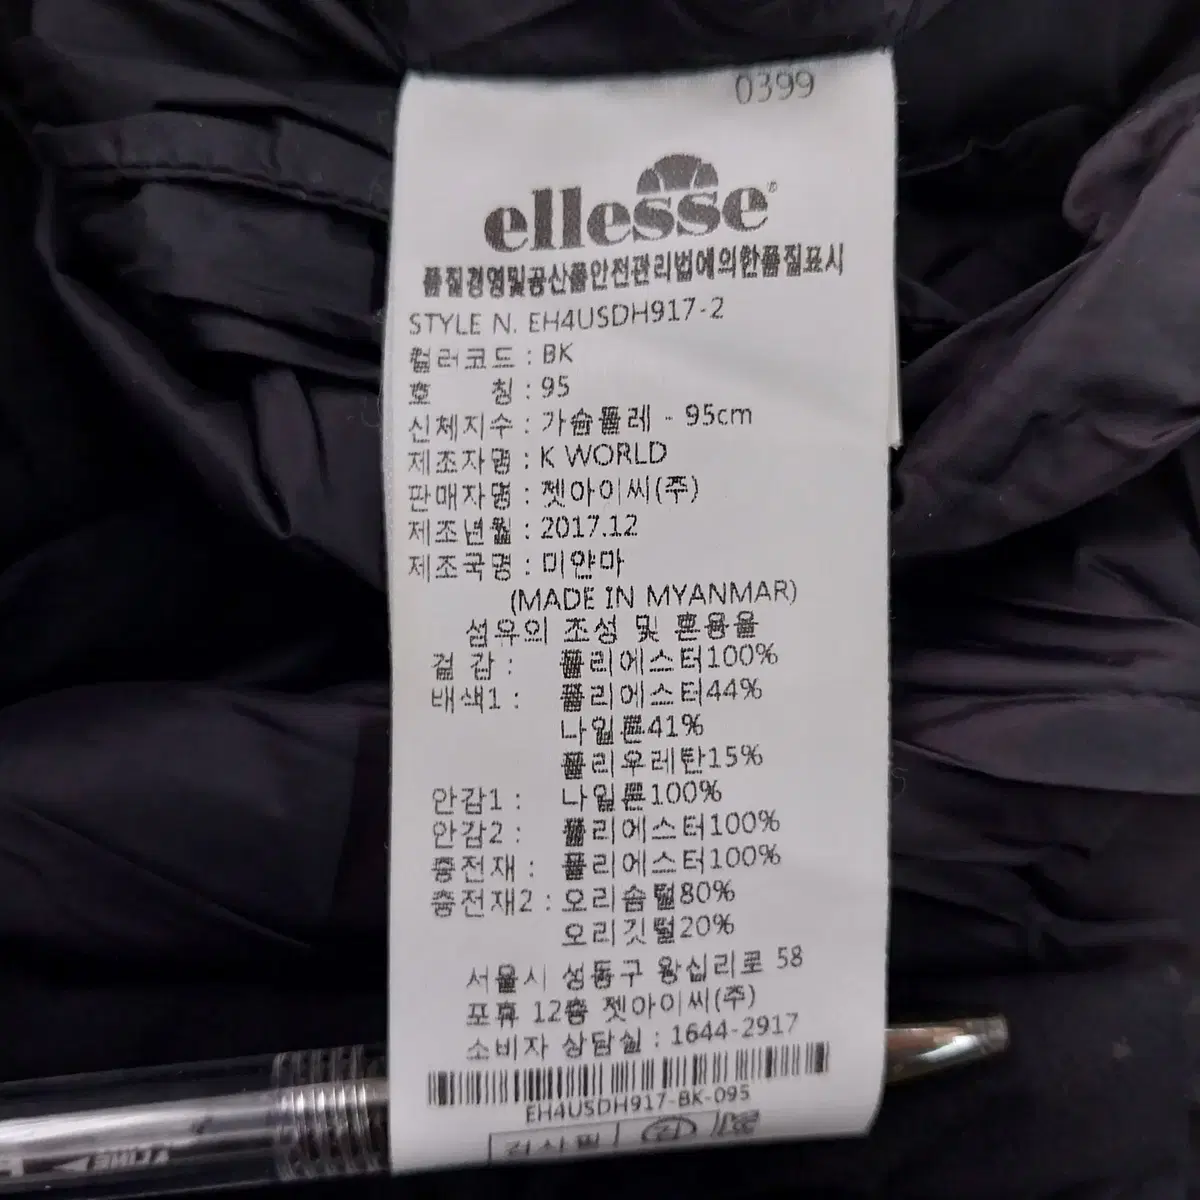 0399
ellesse
품질경영및공산품안전관리법에의한품질표시
STYLE N. EH4USDH917-2
컬러코드 : BK
호 칭 : 95
신체지수 : 가슴둘레 - 95cm
제조자명 : K WORLD
판매자명 : 젯아이씨(주)
제조년월 : 2017.12
제조국명 : 미얀마
(MADE IN MYANMAR)
섬유의 조성 및 혼용율
겉 감 : 폴리에스터100%
배색1 : 폴리에스터44%
나일론41%
폴리우레탄15%
안감1 : 나일론100%
안감2 : 폴리에스터100%
충전재 : 폴리에스터100%
충전재2 : 오리솜털80%
오리깃털20%
서울시 성동구 왕십리로 58
포휴 12층 젯아이씨(주)
소비자 상담실 : 1644-2917
EH4USDH917-BK-095
검사필